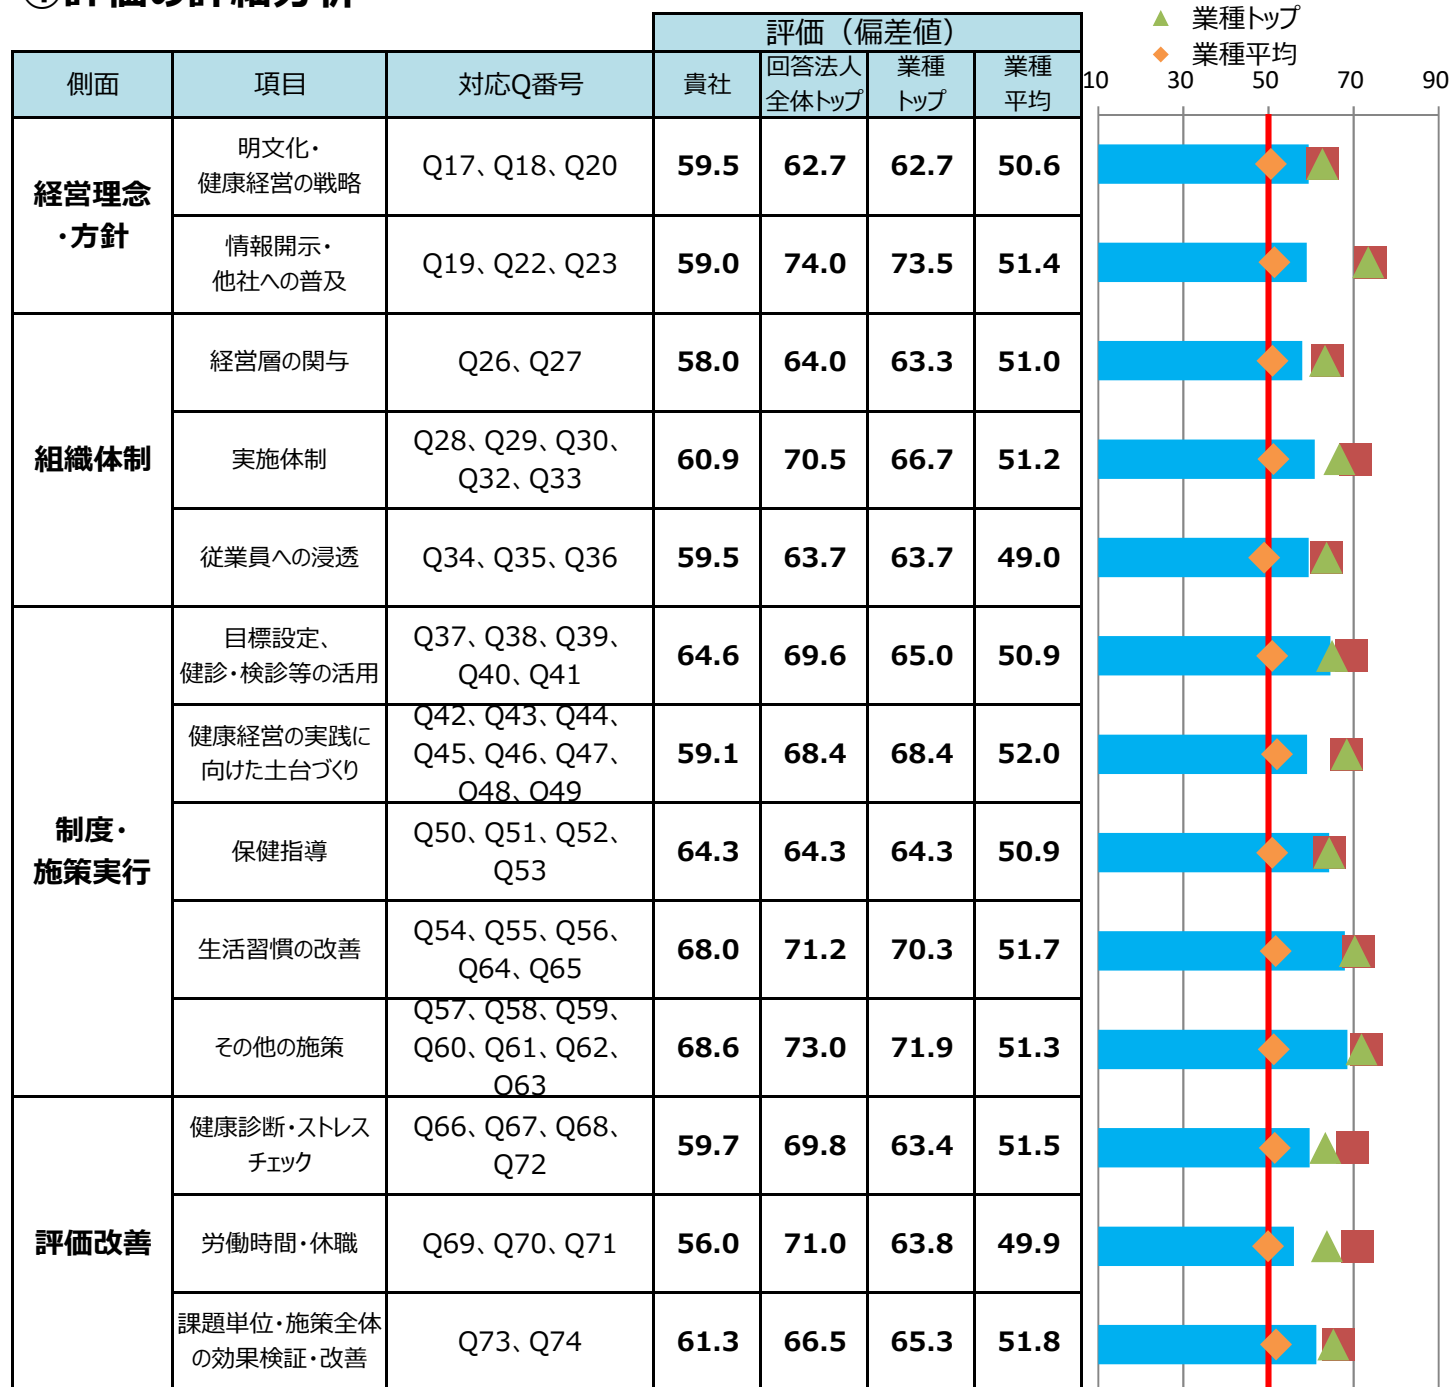 ①評価の詳細分析
▲ 業種トップ
◆ 業種平均
10 30 50 70 90
評価（偏差値）
側面 項目 対応Q番号 貴社 回答法人 業種 業種
全体トップ トップ 平均
経営理念
・方針
明文化・
健康経営の戦略
Q17、Q18、Q20 59.5 62.7 62.7 50.6
情報開示・
他社への普及
Q19、Q22、Q23 59.0 74.0 73.5 51.4
組織体制
経営層の関与 Q26、Q27 58.0 64.0 63.3 51.0
実施体制
Q28、Q29、Q30、
Q32、Q33
60.9 70.5 66.7 51.2
従業員への浸透 Q34、Q35、Q36 59.5 63.7 63.7 49.0
制度・
施策実行
目標設定、
健診・検診等の活用
Q37、Q38、Q39、
Q40、Q41
64.6 69.6 65.0 50.9
健康経営の実践に
向けた土台づくり
Q42、Q43、Q44、
Q45、Q46、Q47、
Q48、Q49
59.1 68.4 68.4 52.0
保健指導
Q50、Q51、Q52、
Q53
64.3 64.3 64.3 50.9
生活習慣の改善
Q54、Q55、Q56、
Q64、Q65
68.0 71.2 70.3 51.7
その他の施策
Q57、Q58、Q59、
Q60、Q61、Q62、
Q63
68.6 73.0 71.9 51.3
評価改善
健康診断・ストレス
チェック
Q66、Q67、Q68、
Q72
59.7 69.8 63.4 51.5
労働時間・休職 Q69、Q70、Q71 56.0 71.0 63.8 49.9
課題単位・施策全体
の効果検証・改善
Q73、Q74 61.3 66.5 65.3 51.8